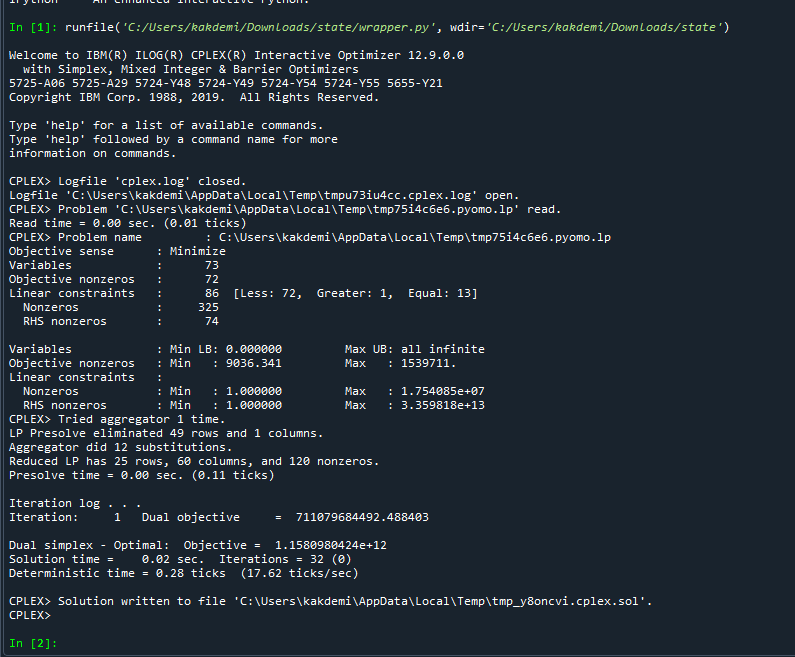 IPython -- An enhanced Interactive Python.
In [1]: runfile('C:/Users/kakdemi/Downloads/state/wrapper.py', wdir='C:/Users/kakdemi/Downloads/state')
Welcome to IBM(R) ILOG(R) CPLEX(R) Interactive Optimizer 12.9.0.0
  with Simplex, Mixed Integer & Barrier Optimizers
5725-A06 5725-A29 5724-Y48 5724-Y49 5724-Y54 5724-Y55 5655-Y21
Copyright IBM Corp. 1988, 2019.  All Rights Reserved.
Type 'help' for a list of available commands.
Type 'help' followed by a command name for more
information on commands.
CPLEX> Logfile 'cplex.log' closed.
Logfile 'C:\Users\kakdemi\AppData\Local\Temp\tmpu73iu4cc.cplex.log' open.
CPLEX> Problem 'C:\Users\kakdemi\AppData\Local\Temp\tmp75i4c6e6.pyomo.lp' read.
Read time = 0.00 sec. (0.01 ticks)
CPLEX> Problem name         : C:\Users\kakdemi\AppData\Local\Temp\tmp75i4c6e6.pyomo.lp
Objective sense      : Minimize
Variables            :      73
Objective nonzeros   :      72
Linear constraints   :      86  [Less: 72,  Greater: 1,  Equal: 13]
  Nonzeros           :     325
  RHS nonzeros       :      74
Variables            : Min LB: 0.000000         Max UB: all infinite
Objective nonzeros   : Min   : 9036.341         Max   : 1539711.
Linear constraints   :
  Nonzeros           : Min   : 1.000000         Max   : 1.754085e+07
  RHS nonzeros       : Min   : 1.000000         Max   : 3.359818e+13
CPLEX> Tried aggregator 1 time.
LP Presolve eliminated 49 rows and 1 columns.
Aggregator did 12 substitutions.
Reduced LP has 25 rows, 60 columns, and 120 nonzeros.
Presolve time = 0.00 sec. (0.11 ticks)
Iteration log . . .
Iteration:     1   Dual objective     =  711079684492.488403
Dual simplex - Optimal:  Objective =  1.1580980424e+12
Solution time =    0.02 sec.  Iterations = 32 (0)
Deterministic time = 0.28 ticks  (17.62 ticks/sec)
CPLEX> Solution written to file 'C:\Users\kakdemi\AppData\Local\Temp\tmp_y8oncvi.cplex.sol'.
CPLEX>
In [2]: